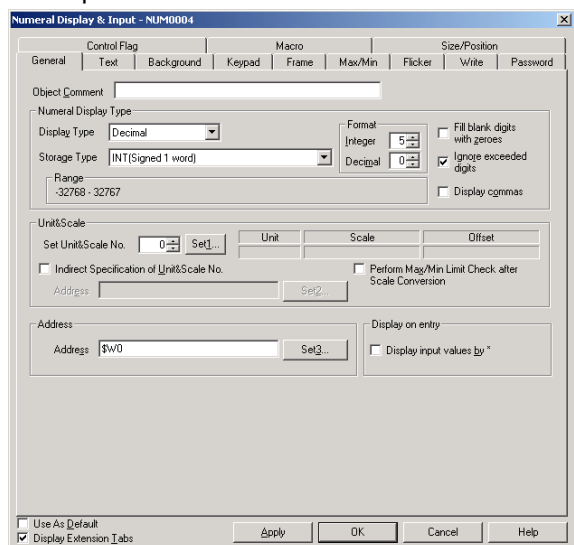 Numeral Display & Input - NUM0004
Control Flag Macro Size/Position
General Text Background Keypad Frame Max/Min Flicker Write Password
Object Comment
Numeral Display Type
Display Type Decimal
Storage Type INT(Signed 1 word)
Format
Integer 5
Decimal 0
Fill blank digits
with zeroes
Ignore exceeded
digits
Display commas
Range
-32768 - 32767
Unit&Scale
Set Unit&Scale No. 0 Set1...
Unit Scale Offset
Indirect Specification of Unit&Scale No.
Address Set2...
Perform Max/Min Limit Check after
Scale Conversion
Address
Address $W0 Set3...
Display on entry
Display input values by *
Use As Default
Display Extension Tabs
Apply OK Cancel Help